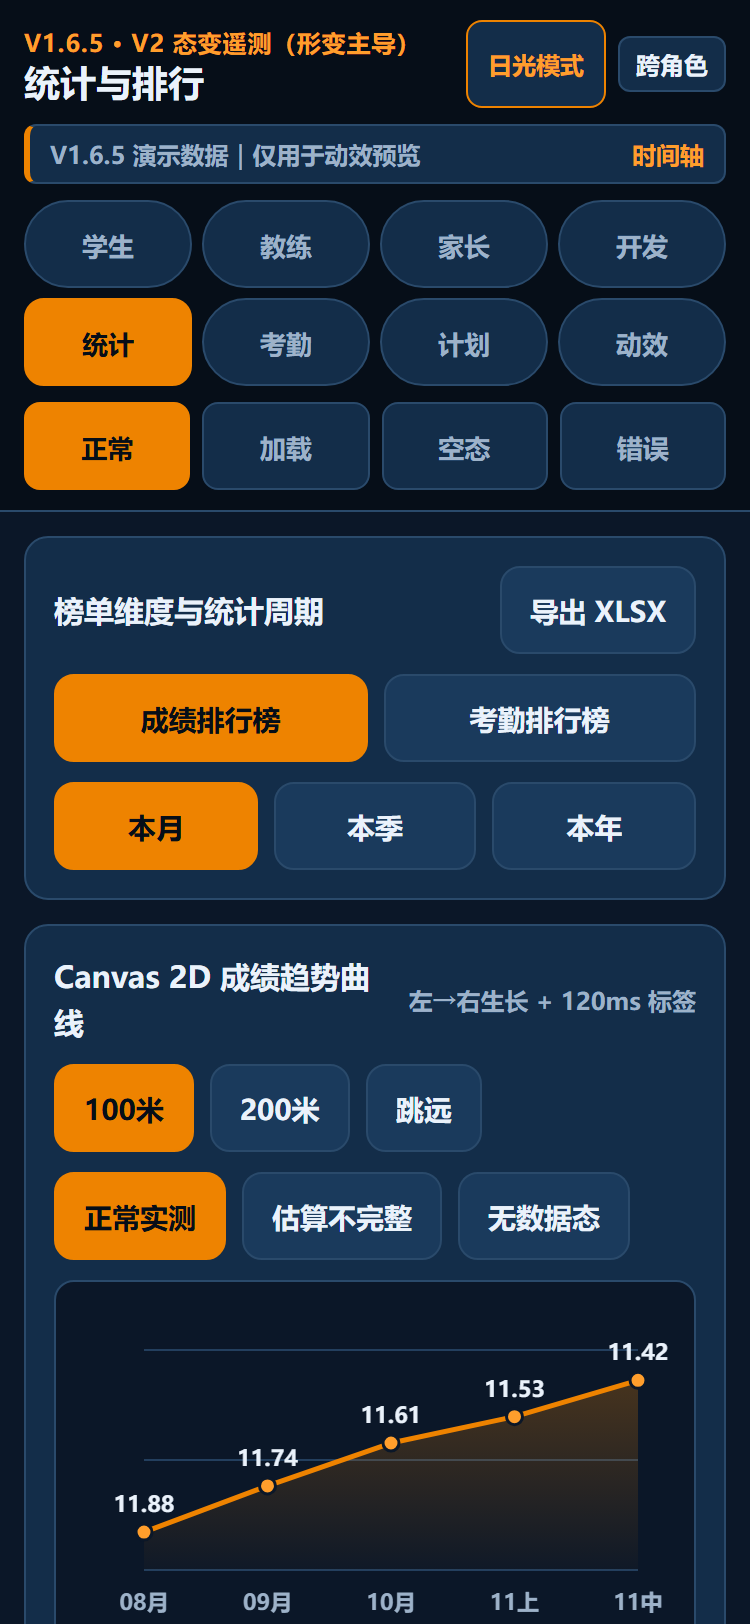 V1.6.5 · V2 态变遥测（形变主导）
统计与排行
日光模式
跨角色
V1.6.5 演示数据｜仅用于动效预览
时间轴
学生 教练 家长 开发
统计 考勤 计划 动效
正常 加载 空态 错误
榜单维度与统计周期
导出 XLSX
成绩排行榜 考勤排行榜
本月 本季 本年
Canvas 2D 成绩趋势曲
线
左→右生长 + 120ms 标签
100米 200米 跳远
正常实测 估算不完整 无数据态
11.88 11.74 11.61 11.53 11.42
08月 09月 10月 11上 11中